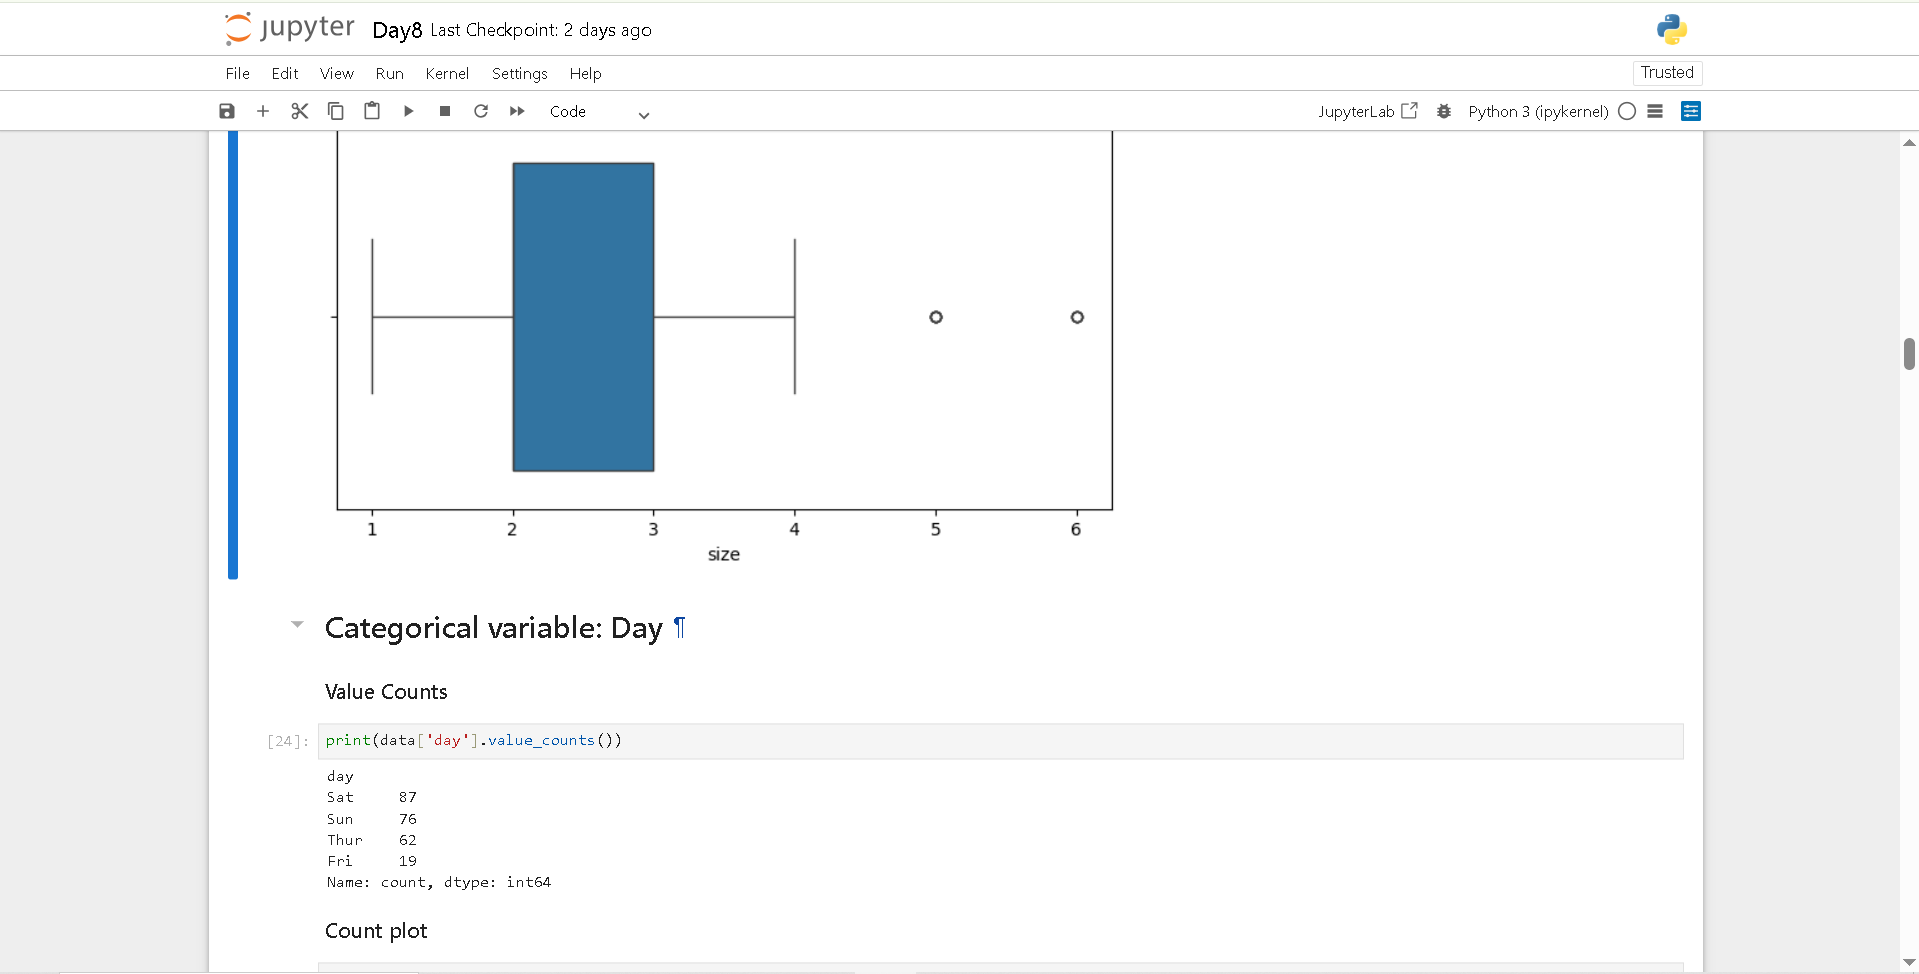 jupyter Day8 Last Checkpoint: 2 days ago
File Edit View Run Kernel Settings Help Trusted
Code JupyterLab Python 3 (ipykernel)
1 2 3 4 5 6
size
Categorical variable: Day ¶
Value Counts
[24]: print(data['day'].value_counts())
day
Sat 87
Sun 76
Thur 62
Fri 19
Name: count, dtype: int64
Count plot